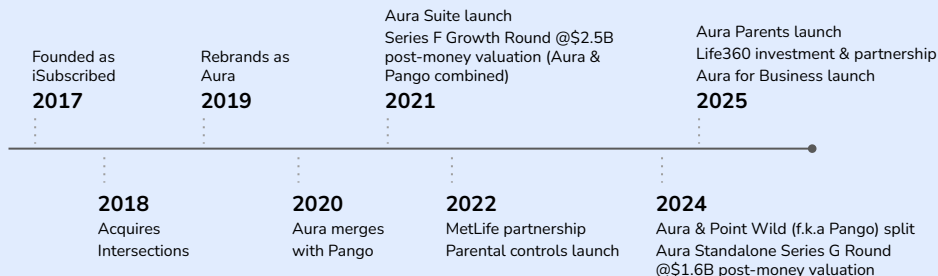 Founded as
iSubscribed
2017
2018
Acquires
Intersections
Rebrands as
Aura
2019
2020
Aura merges
with Pango
Aura Suite launch
Series F Growth Round @$2.5B
post-money valuation (Aura &
Pango combined)
2021
2022
MetLife partnership
Parental controls launch
2024
Aura & Point Wild (f.k.a Pango) split
Aura Standalone Series G Round
@$1.6B post-money valuation
Aura Parents launch
Life360 investment & partnership
Aura for Business launch
2025